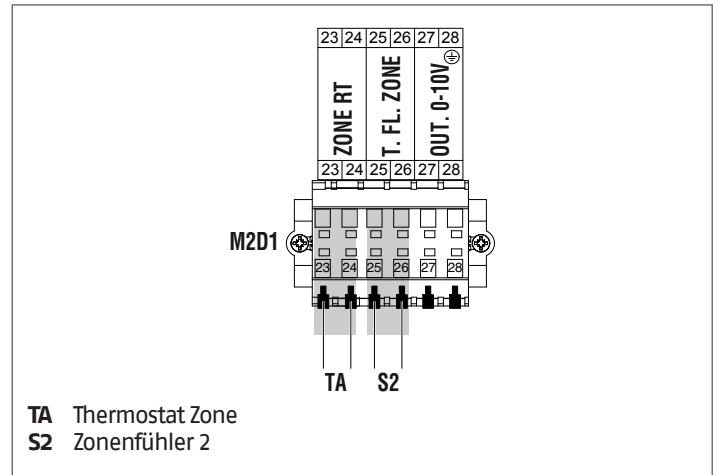 23 24 25 26 27 28
ZONE RT
T. FL. ZONE
OUT. 0-10V
23 24 25 26 27 28
M2D1
23 24 25 26 27 28
TA S2
TA Thermostat Zone
S2 Zonenfühler 2